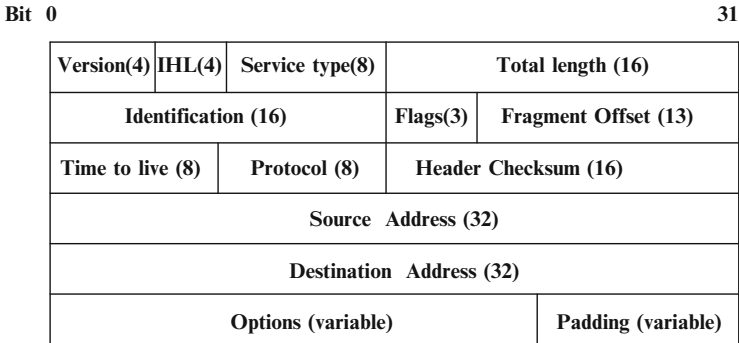 Bit 0 31
Version(4) IHL(4) Service type(8) Total length (16)
Identification (16) Flags(3) Fragment Offset (13)
Time to live (8) Protocol (8) Header Checksum (16)
Source Address (32)
Destination Address (32)
Options (variable) Padding (variable)